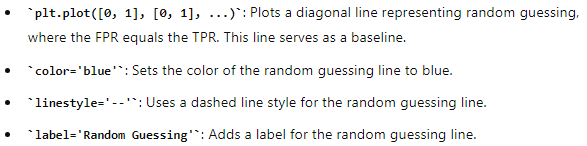 • `plt.plot([0, 1], [0, 1], ...)`: Plots a diagonal line representing random guessing,
where the FPR equals the TPR. This line serves as a baseline.
• `color='blue'`: Sets the color of the random guessing line to blue.
• `linestyle='--'`: Uses a dashed line style for the random guessing line.
• `label='Random Guessing'`: Adds a label for the random guessing line.